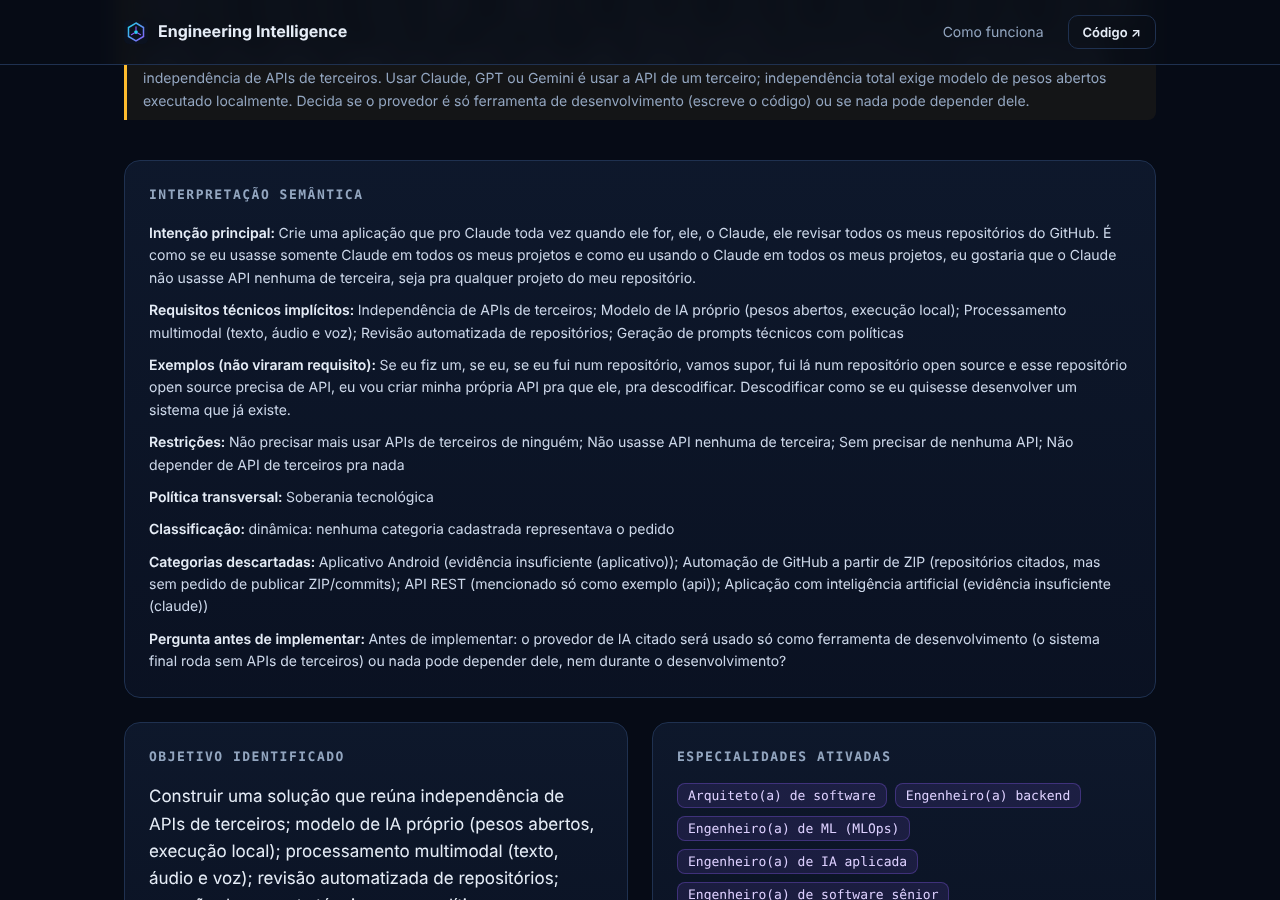 Engineering Intelligence
Como funciona
Código ↗
independência de APIs de terceiros. Usar Claude, GPT ou Gemini é usar a API de um terceiro; independência total exige modelo de pesos abertos
executado localmente. Decida se o provedor é só ferramenta de desenvolvimento (escreve o código) ou se nada pode depender dele.
INTERPRETAÇÃO SEMÂNTICA
Intenção principal: Crie uma aplicação que pro Claude toda vez quando ele for, ele, o Claude, ele revisar todos os meus repositórios do GitHub. É
como se eu usasse somente Claude em todos os meus projetos e como eu usando o Claude em todos os meus projetos, eu gostaria que o Claude
não usasse API nenhuma de terceira, seja pra qualquer projeto do meu repositório.
Requisitos técnicos implícitos: Independência de APIs de terceiros; Modelo de IA próprio (pesos abertos, execução local); Processamento
multimodal (texto, áudio e voz); Revisão automatizada de repositórios; Geração de prompts técnicos com políticas
Exemplos (não viraram requisito): Se eu fiz um, se eu, se eu fui num repositório, vamos supor, fui lá num repositório open source e esse repositório
open source precisa de API, eu vou criar minha própria API pra que ele, pra descodificar. Descodificar como se eu quisesse desenvolver um
sistema que já existe.
Restrições: Não precisar mais usar APIs de terceiros de ninguém; Não usasse API nenhuma de terceira; Sem precisar de nenhuma API; Não
depender de API de terceiros pra nada
Política transversal: Soberania tecnológica
Classificação: dinâmica: nenhuma categoria cadastrada representava o pedido
Categorias descartadas: Aplicativo Android (evidência insuficiente (aplicativo)); Automação de GitHub a partir de ZIP (repositórios citados, mas
sem pedido de publicar ZIP/commits); API REST (mencionado só como exemplo (api)); Aplicação com inteligência artificial (evidência insuficiente
(claude))
Pergunta antes de implementar: Antes de implementar: o provedor de IA citado será usado só como ferramenta de desenvolvimento (o sistema
final roda sem APIs de terceiros) ou nada pode depender dele, nem durante o desenvolvimento?
OBJETIVO IDENTIFICADO
Construir uma solução que reúna independência de
APIs de terceiros; modelo de IA próprio (pesos abertos,
execução local); processamento multimodal (texto,
áudio e voz); revisão automatizada de repositórios;
ESPECIALIDADES ATIVADAS
Arquiteto(a) de software
Engenheiro(a) backend
Engenheiro(a) de ML (MLOps)
Engenheiro(a) de IA aplicada
Engenheiro(a) de software sênior